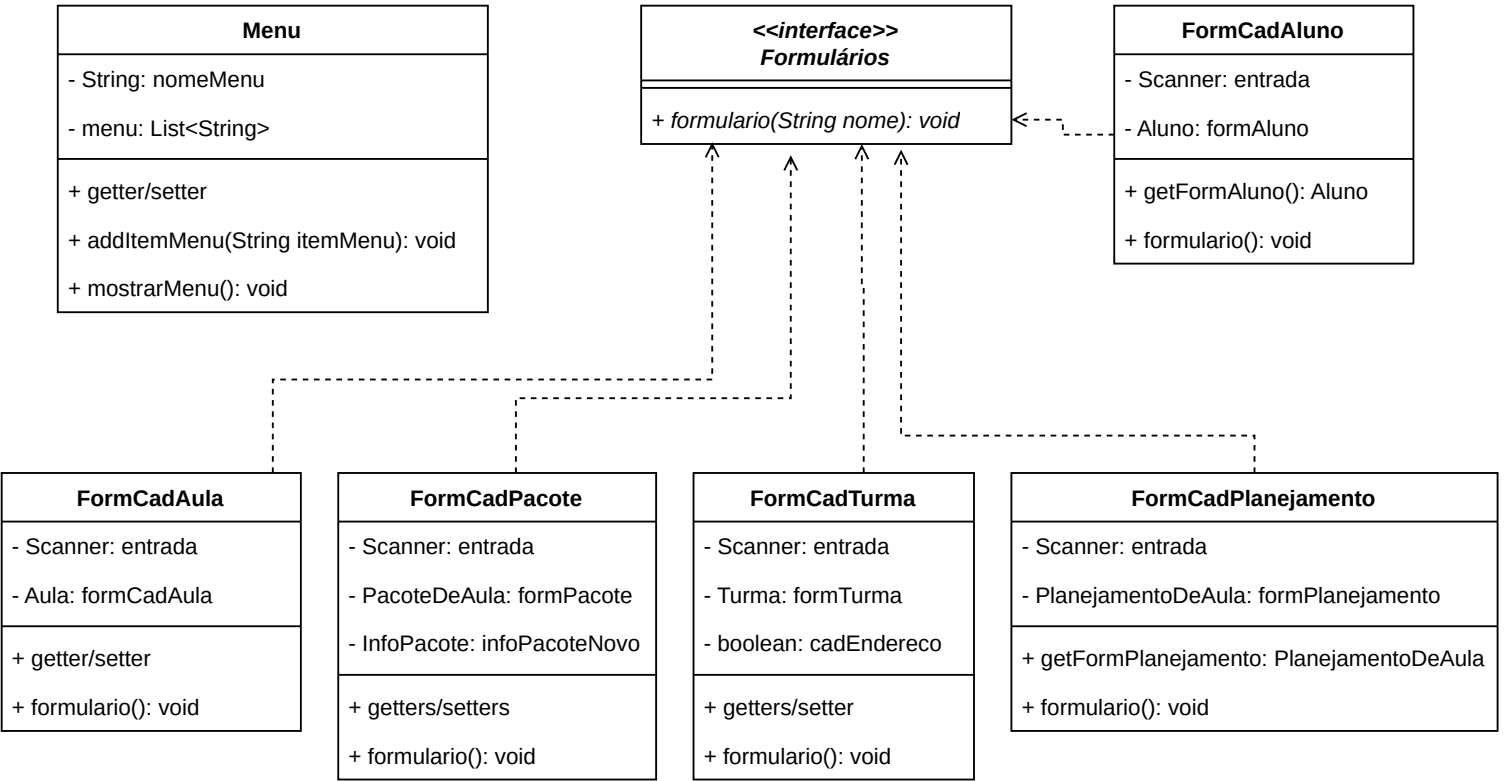 Menu
- String: nomeMenu
- menu: List<String>
+ getter/setter
+ addItemMenu(String itemMenu): void
+ mostrarMenu(): void
<<interface>>
Formulários
+ formulario(String nome): void
FormCadAluno
- Scanner: entrada
- Aluno: formAluno
+ getFormAluno(): Aluno
+ formulario(): void
FormCadAula
- Scanner: entrada
- Aula: formCadAula
+ getter/setter
+ formulario(): void
FormCadPacote
- Scanner: entrada
- PacoteDeAula: formPacote
- InfoPacote: infoPacoteNovo
+ getters/setters
+ formulario(): void
FormCadTurma
- Scanner: entrada
- Turma: formTurma
- boolean: cadEndereco
+ getters/setter
+ formulario(): void
FormCadPlanejamento
- Scanner: entrada
- PlanejamentoDeAula: formPlanejamento
+ getFormPlanejamento: PlanejamentoDeAula
+ formulario(): void